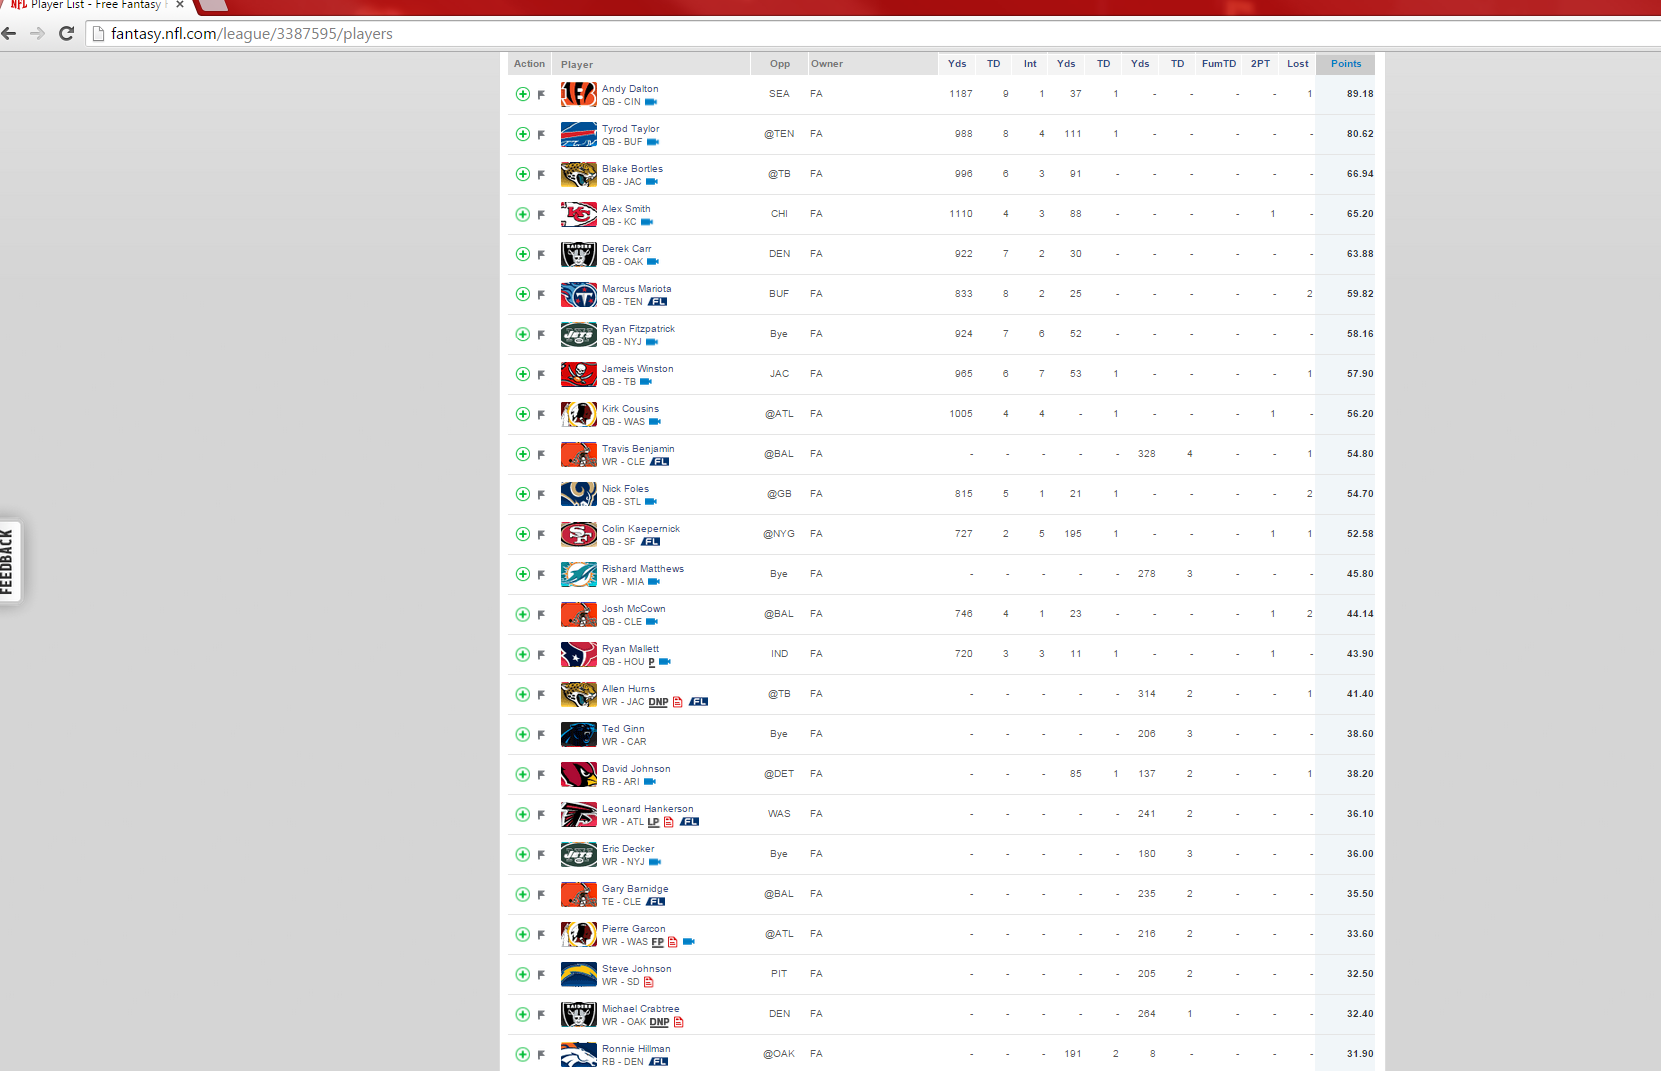 NFL Player List - Free Fantasy
fantasy.nfl.com/league/3387595/players
Action Player Opp Owner Yds TD Int Yds TD Yds TD FumTD 2PT Lost Points
Andy Dalton
QB - CIN SEA FA 1187 9 1 37 1 - - - - 1 89.18
Tyrod Taylor
QB - BUF @TEN FA 988 8 4 111 1 - - - - - 80.62
Blake Bortles
QB - JAC @TB FA 996 6 3 91 - - - - - - 66.94
Alex Smith
QB - KC CHI FA 1110 4 3 88 - - - - 1 - 65.20
Derek Carr
QB - OAK DEN FA 922 7 2 30 - - - - - - 63.88
Marcus Mariota
QB - TEN FL BUF FA 833 8 2 25 - - - - - 2 59.82
Ryan Fitzpatrick
QB - NYJ Bye FA 924 7 6 52 - - - - - - 58.16
Jameis Winston
QB - TB JAC FA 965 6 7 53 1 - - - - 1 57.90
Kirk Cousins
QB - WAS @ATL FA 1005 4 4 - 1 - - - 1 - 56.20
Travis Benjamin
WR - CLE FL @BAL FA - - - - - 328 4 - - 1 54.80
Nick Foles
QB - STL @GB FA 815 5 1 21 1 - - - - 2 54.70
Colin Kaepernick
QB - SF FL @NYG FA 727 2 5 195 1 - - - 1 1 52.58
Rishard Matthews
WR - MIA Bye FA - - - - - 278 3 - - - 45.80
Josh McCown
QB - CLE @BAL FA 746 4 1 23 - - - - 1 2 44.14
Ryan Mallett
QB - HOU P IND FA 720 3 3 11 1 - - - 1 - 43.90
Allen Hurns
WR - JAC DNP FL @TB FA - - - - - 314 2 - - 1 41.40
Ted Ginn
WR - CAR Bye FA - - - - - 206 3 - - - 38.60
David Johnson
RB - ARI @DET FA - - - 85 1 137 2 - - 1 38.20
Leonard Hankerson
WR - ATL LP FL WAS FA - - - - - 241 2 - - - 36.10
Eric Decker
WR - NYJ Bye FA - - - - - 180 3 - - - 36.00
Gary Barnidge
TE - CLE FL @BAL FA - - - - - 235 2 - - - 35.50
Pierre Garcon
WR - WAS FP @ATL FA - - - - - 216 2 - - - 33.60
Steve Johnson
WR - SD PIT FA - - - - - 205 2 - - - 32.50
Michael Crabtree
WR - OAK DNP DEN FA - - - - - 264 1 - - - 32.40
Ronnie Hillman
RB - DEN FL @OAK FA - - - 191 2 8 - - - - 31.90
FEEDBACK